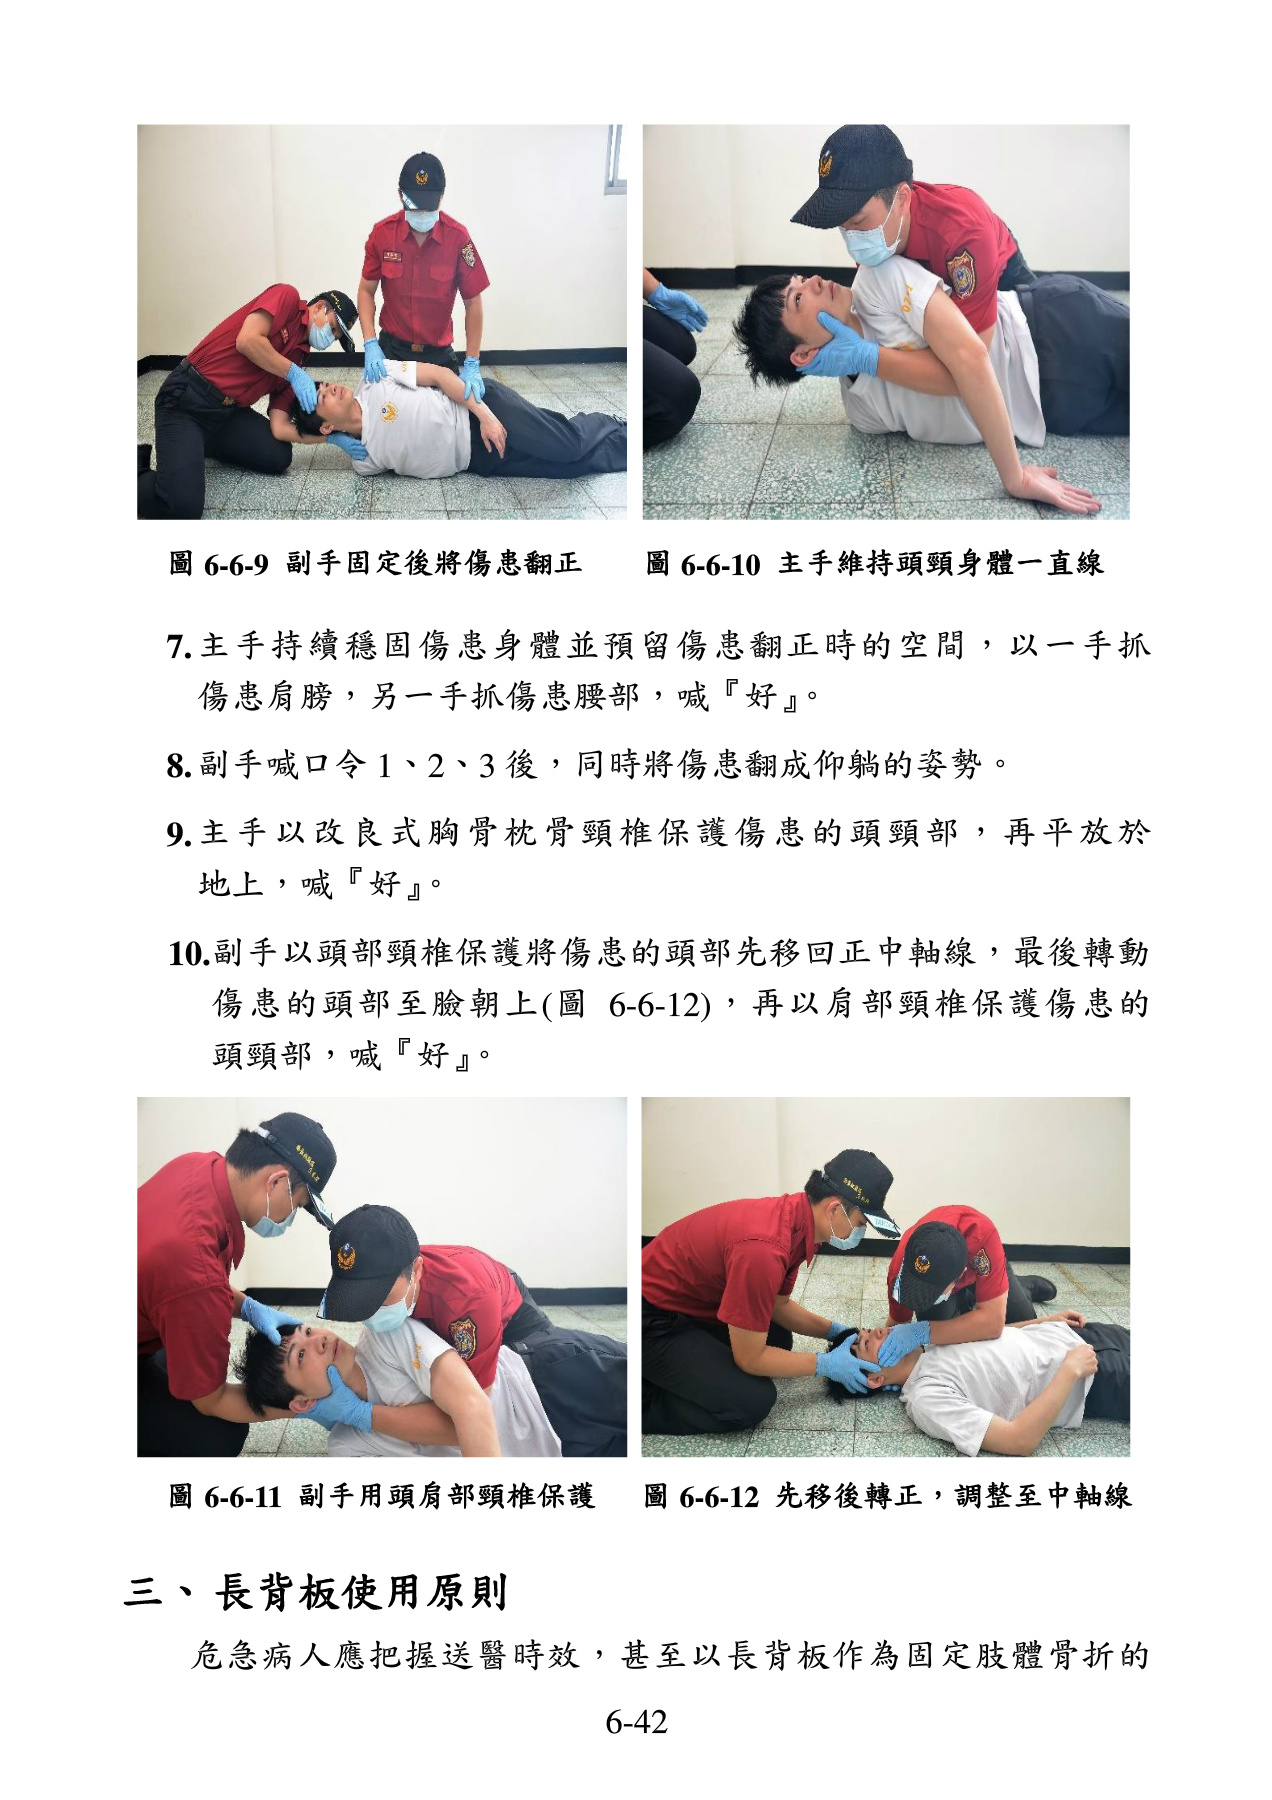 圖 6-6-9 副手固定後將傷患翻正
圖 6-6-10 主手維持頭頸身體一直線
7.主手持續穩固傷患身體並預留傷患翻正時的空間，以一手抓
傷患肩膀，另一手抓傷患腰部，喊『好』。
8.副手喊口令 1、2、3 後，同時將傷患翻成仰躺的姿勢。
9.主手以改良式胸骨枕骨頸椎保護傷患的頭頸部，再平放於
地上，喊『好』。
10.副手以頭部頸椎保護將傷患的頭部先移回正中軸線，最後轉動
傷患的頭部至臉朝上(圖 6-6-12)，再以肩部頸椎保護傷患的
頭頸部，喊『好』。
圖 6-6-11 副手用頭肩部頸椎保護
圖 6-6-12 先移後轉正，調整至中軸線
三、長背板使用原則
危急病人應把握送醫時效，甚至以長背板作為固定肢體骨折的
6-42